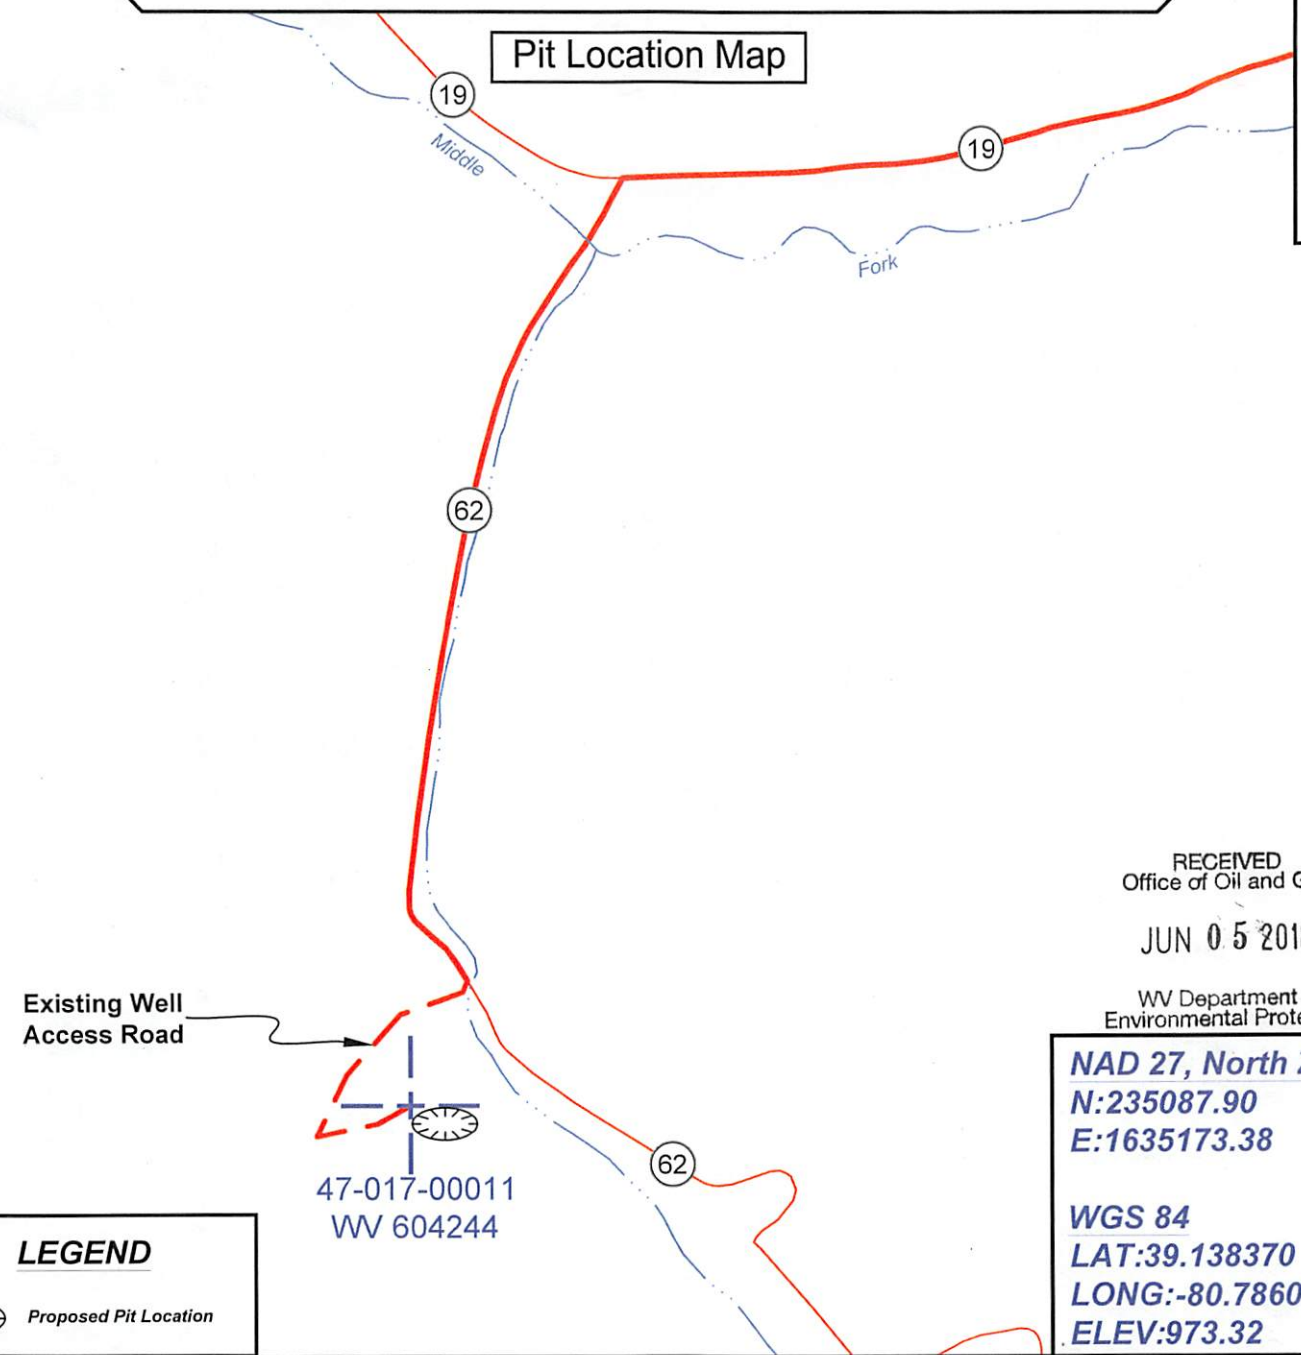 Pit Location Map
19
19
Middle
Fork
62
RECEIVED
Office of Oil and
JUN 05 201
WV Department
Environmental
Existing Well
Access Road
NAD 27, North
N:235087.90
E:1635173.38
62
47-017-00011
WV 604244
WGS 84
LAT:39.138370
LONG:-80.7860
ELEV:973.32
LEGEND
Proposed Pit Location